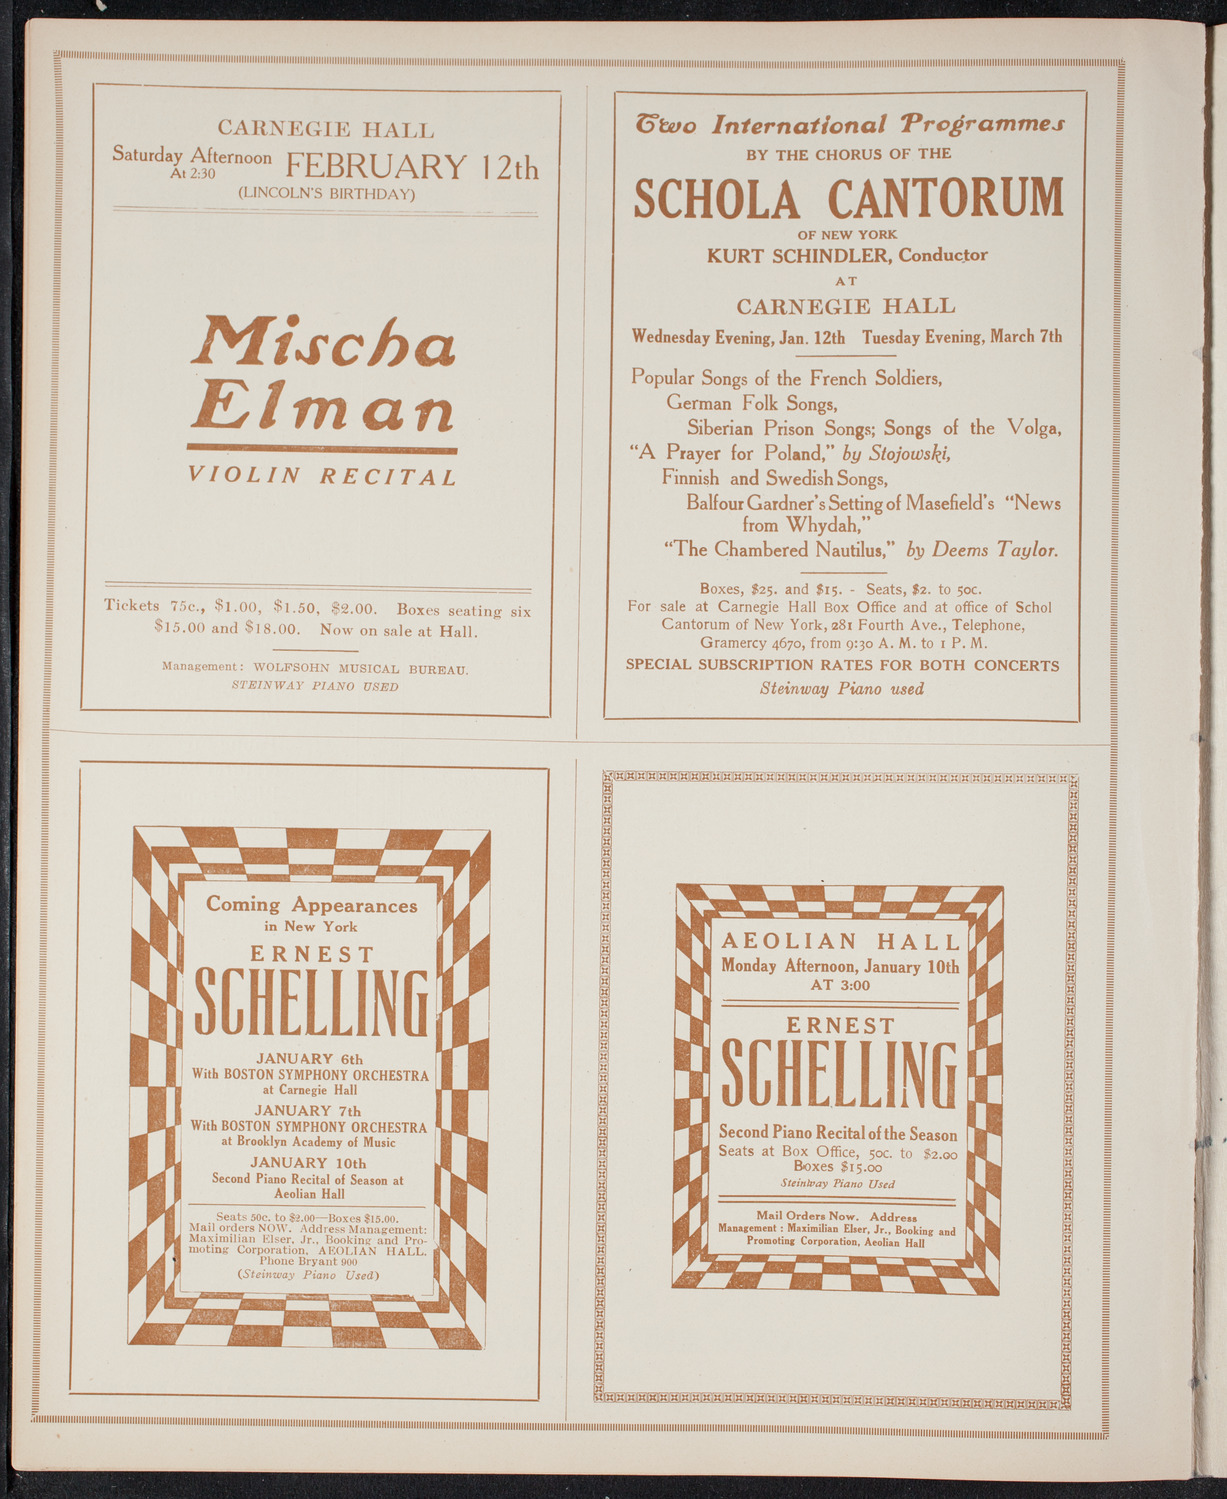 CARNEGIE HALL
Saturday Afternoon
At 2:30
FEBRUARY 12th
(LINCOLN'S BIRTHDAY)
Mischa
Elman
VIOLIN RECITAL
Tickets 75c., $1.00, $1.50, $2.00. Boxes seating six
$15.00 and $18.00. Now on sale at Hall.
Management: WOLFSOHN MUSICAL BUREAU.
STEINWAY PIANO USED
Two International Programmes
BY THE CHORUS OF THE
SCHOLA CANTORUM
OF NEW YORK
KURT SCHINDLER, Conductor
AT
CARNEGIE HALL
Wednesday Evening, Jan. 12th Tuesday Evening, March 7th
Popular Songs of the French Soldiers,
German Folk Songs,
Siberian Prison Songs; Songs of the Volga,
"A Prayer for Poland," by Stojowski,
Finnish and Swedish Songs,
Balfour Gardner's Setting of Masefield's "News
from Whydah,"
"The Chambered Nautilus," by Deems Taylor.
Boxes, $25. and $15. - Seats, $2. to 50c.
For sale at Carnegie Hall Box Office and at office of Schol
Cantorum of New York, 281 Fourth Ave., Telephone,
Gramercy 4670, from 9:30 A. M. to 1 P. M.
SPECIAL SUBSCRIPTION RATES FOR BOTH CONCERTS
Steinway Piano used
Coming Appearances
in New York
ERNEST
SCHELLING
JANUARY 6th
With BOSTON SYMPHONY ORCHESTRA
at Carnegie Hall
JANUARY 7th
With BOSTON SYMPHONY ORCHESTRA
at Brooklyn Academy of Music
JANUARY 10th
Second Piano Recital of Season at
Aeolian Hall
Seats 50c. to $2.00—Boxes $15.00.
Mail orders NOW. Address Management:
Maximilian Elser, Jr., Booking and Pro-
moting Corporation, AEOLIAN HALL.
Phone Bryant 900
(Steinway Piano Used)
AEOLIAN HALL
Monday Afternoon, January 10th
AT 3:00
ERNEST
SCHELLING
Second Piano Recital of the Season
Seats at Box Office, 50c. to $2.00
Boxes $15.00
Steinway Piano Used
Mail Orders Now. Address
Management : Maximilian Elser, Jr., Booking and
Promoting Corporation, Aeolian Hall